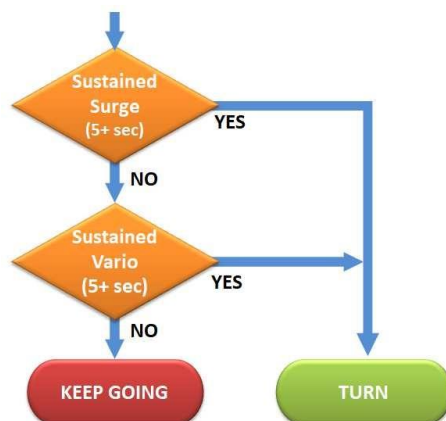 Sustained
Surge
(5+ sec)
YES
NO
Sustained
Vario
(5+ sec)
YES
NO
KEEP GOING
TURN